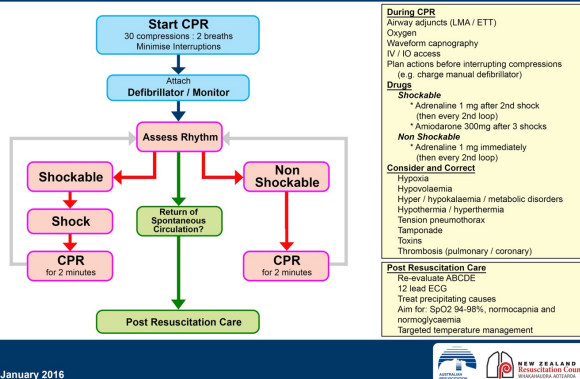 Start CPR
30 compressions : 2 breaths
Minimise Interruptions
Attach
Defibrillator / Monitor
Assess Rhythm
Shockable
Non
Shockable
Shock
Return of
Spontaneous
Circulation?
CPR
for 2 minutes
CPR
for 2 minutes
Post Resuscitation Care
During CPR
Airway adjuncts (LMA / ETT)
Oxygen
Waveform capnography
IV / IO access
Plan actions before interrupting compressions
(e.g. charge manual defibrillator)
Drugs
Shockable
* Adrenaline 1 mg after 2nd shock
(then every 2nd loop)
* Amiodarone 300mg after 3 shocks
Non Shockable
* Adrenaline 1 mg immediately
(then every 2nd loop)
Consider and Correct
Hypoxia
Hypovolaemia
Hyper / hypokalaemia / metabolic disorders
Hypothermia / hyperthermia
Tension pneumothorax
Tamponade
Toxins
Thrombosis (pulmonary / coronary)
Post Resuscitation Care
Re-evaluate ABCDE
12 lead ECG
Treat precipitating causes
Aim for: SpO2 94-98%, normocapnia and
normoglycaemia
Targeted temperature management
January 2016
AUSTRALIAN
RESUSCITATION
NEW ZEALAND
Resuscitation Coun
WHAKAHAUORA AOTEAROA